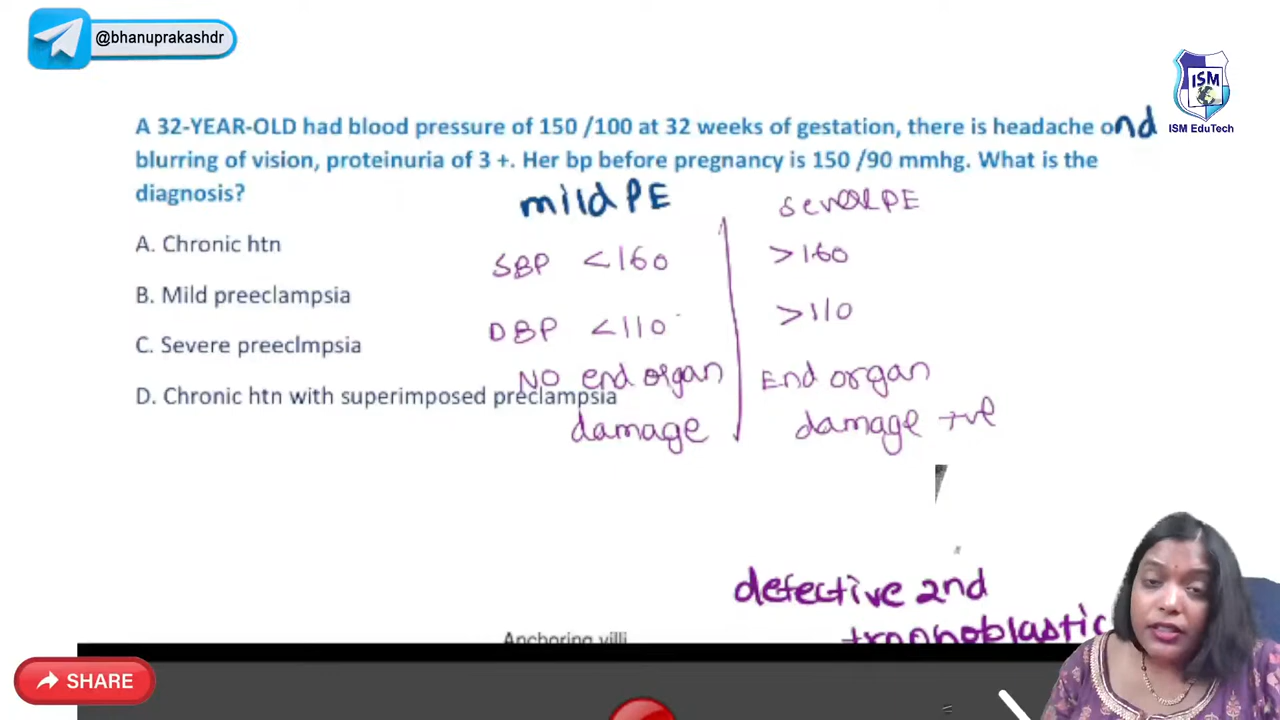 @bhanuprakashdr
ISM
ISM EduTech
A 32-YEAR-OLD had blood pressure of 150 /100 at 32 weeks of gestation, there is headache and
blurring of vision, proteinuria of 3 +. Her bp before pregnancy is 150 /90 mmhg. What is the
diagnosis?
mild PE
severe PE
A. Chronic htn
SBP <160
>160
B. Mild preeclampsia
DBP <110
>110
C. Severe preeclmpsia
NO end organ
End organ
D. Chronic htn with superimposed preclampsia
damage
damage +ve
defective 2nd
trophoblastic
Anchoring villi
SHARE